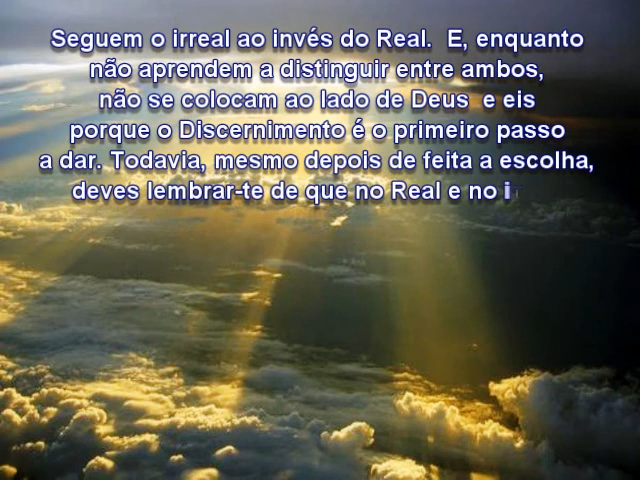 Seguem o irreal ao invés do Real.  E, enquanto
não aprendem a distinguir entre ambos,
não se colocam ao lado de Deus  e eis
porque o Discernimento é o primeiro passo
a dar. Todavia, mesmo depois de feita a escolha,
deves lembrar-te de que no Real e no